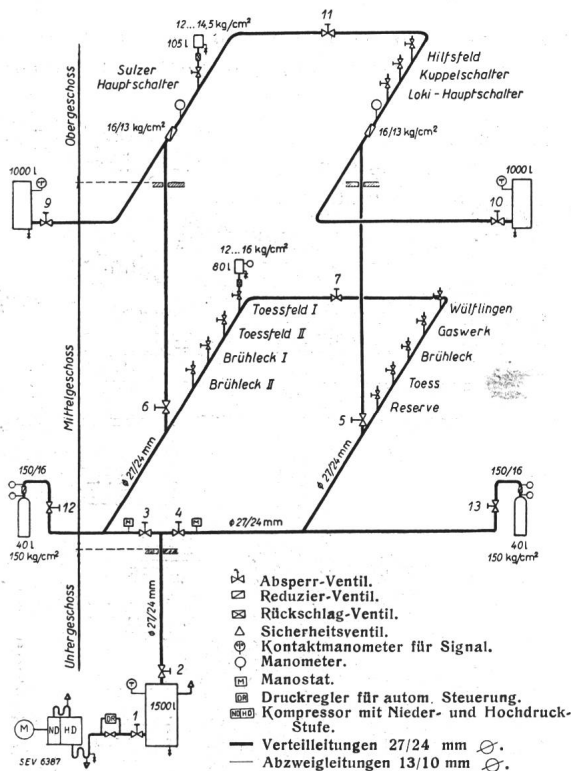 11
12...14,5 kg/cm²
105 l
Sulzer
Hauptschalter
Hilfsfeld
Kuppelschalter
Loki-Hauptschalter
16/13 kg/cm²
16/13 kg/cm²
Obergeschoss
1000 l
9
10
1000 l
12...16 kg/cm²
80 l
7
Toessfeld I
Toessfeld II
Brühleck I
Brühleck II
Wülflingen
Gaswerk
Brühleck
Toess
Reserve
Mittelgeschoss
6
5
ϕ 27/24 mm
ϕ 27/24 mm
150/16
12
40 l
150 kg/cm²
M
3
4
M
ϕ 27/24 mm
150/16
13
40 l
150 kg/cm²
Untergeschoss
ϕ 27/24 mm
2
1500 l
DR
1
M
ND
HD
SEV 6387
Absperr-Ventil.
Reduzier-Ventil.
Rückschlag-Ventil.
Sicherheitsventil.
Kontaktmanometer für Signal.
Manometer.
M Manostat.
DR Druckregler für autom. Steuerung.
ND HD Kompressor mit Nieder- und Hochdruck-
Stufe.
Verteilleitungen 27/24 mm ∅.
Abzweigleitungen 13/10 mm ∅.